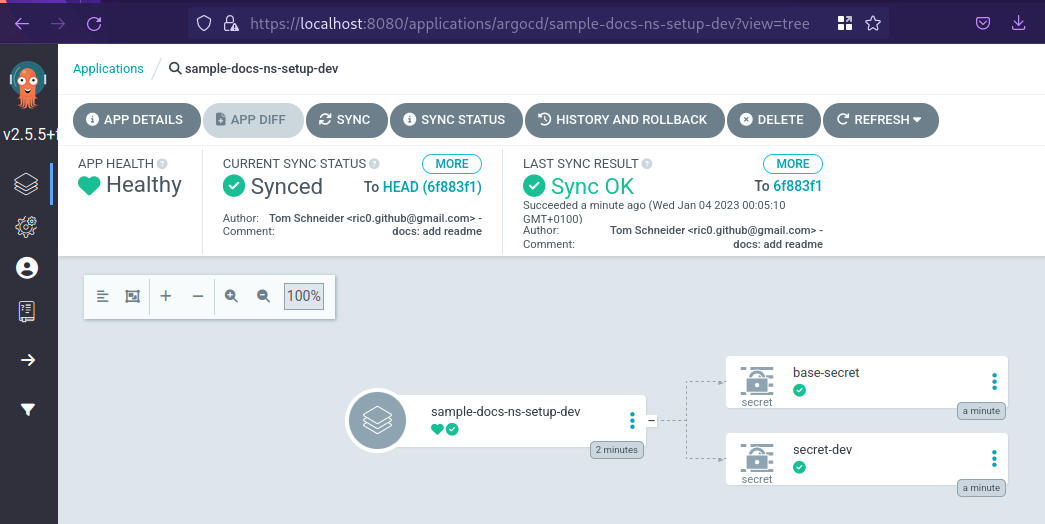 https://localhost:8080/applications/argocd/sample-docs-ns-setup-dev?view=tree
Applications / sample-docs-ns-setup-dev
v2.5.5+
APP DETAILS APP DIFF SYNC SYNC STATUS HISTORY AND ROLLBACK DELETE REFRESH
APP HEALTH
Healthy
CURRENT SYNC STATUS MORE
Synced To HEAD (6f883f1)
Author: Tom Schneider <ric0.github@gmail.com> -
Comment: docs: add readme
LAST SYNC RESULT MORE
Sync OK To 6f883f1
Succeeded a minute ago (Wed Jan 04 2023 00:05:10
GMT+0100)
Author: Tom Schneider <ric0.github@gmail.com> -
Comment: docs: add readme
100%
sample-docs-ns-setup-dev
2 minutes
base-secret
secret
a minute
secret-dev
secret
a minute